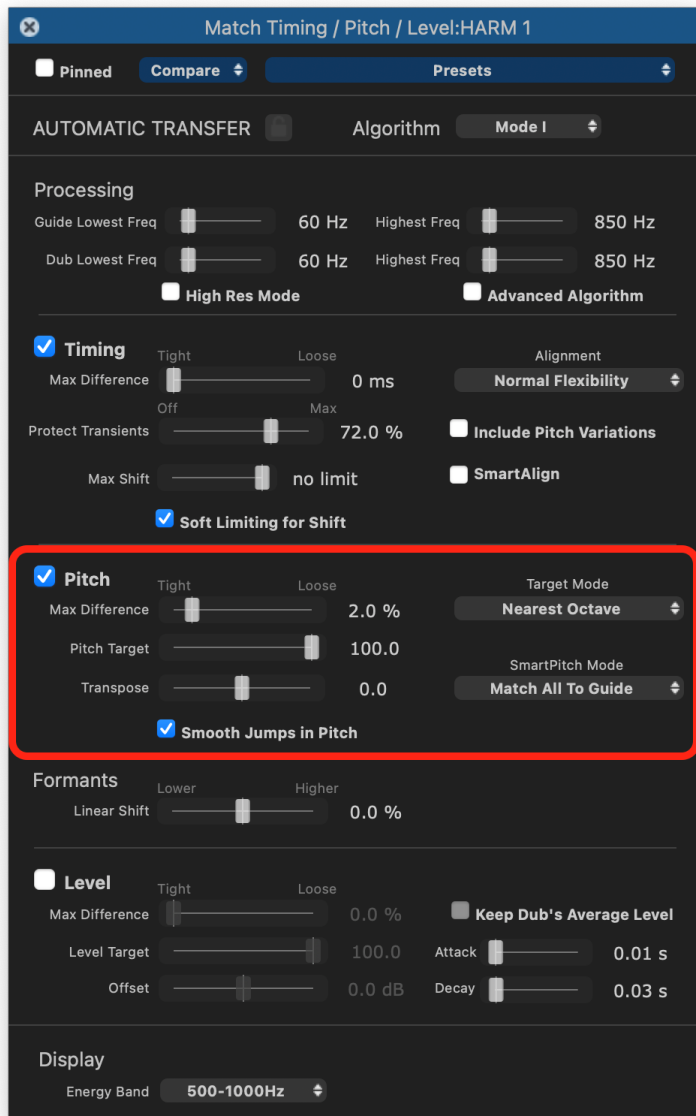 Match Timing / Pitch / Level:HARM 1
Pinned Compare Presets
AUTOMATIC TRANSFER Algorithm Mode I
Processing
Guide Lowest Freq 60 Hz Highest Freq 850 Hz
Dub Lowest Freq 60 Hz Highest Freq 850 Hz
High Res Mode Advanced Algorithm
Timing Tight Loose Alignment
Max Difference 0 ms Normal Flexibility
Off Max
Protect Transients 72.0 % Include Pitch Variations
Max Shift no limit SmartAlign
Soft Limiting for Shift
Pitch Tight Loose Target Mode
Max Difference 2.0 % Nearest Octave
Pitch Target 100.0
SmartPitch Mode
Transpose 0.0 Match All To Guide
Smooth Jumps in Pitch
Formants Lower Higher
Linear Shift 0.0 %
Level Tight Loose
Max Difference 0.0 % Keep Dub's Average Level
Level Target 100.0 Attack 0.01 s
Offset 0.0 dB Decay 0.03 s
Display
Energy Band 500-1000Hz